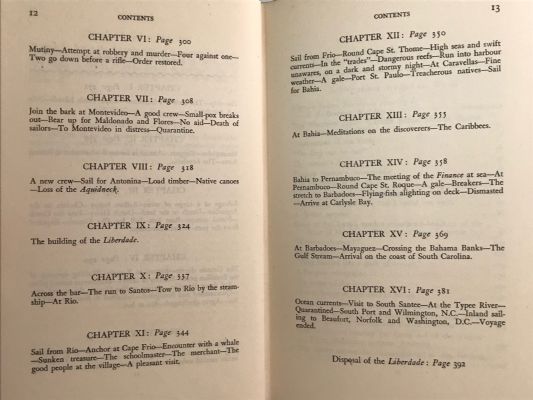 12
CONTENTS
CHAPTER VI: Page 300
Mutiny—Attempt at robbery and murder—Four against one—
Two go down before a rifle—Order restored.
CHAPTER VII: Page 308
Join the bark at Montevideo—A good crew—Small-pox breaks
out—Bear up for Maldonado and Flores—No aid—Death of
sailors—To Montevideo in distress—Quarantine.
CHAPTER VIII: Page 318
A new crew—Sail for Antonina—Load timber—Native canoes
—Loss of the Aquidneck.
CHAPTER IX: Page 324
The building of the Liberdade.
CHAPTER X: Page 337
Across the bar—The run to Santos—Tow to Rio by the steam-
ship—At Rio.
CHAPTER XI: Page 344
Sail from Rio—Anchor at Cape Frio—Encounter with a whale
—Sunken treasure—The schoolmaster—The merchant—The
good people at the village—A pleasant visit.
CONTENTS
13
CHAPTER XII: Page 350
Sail from Frio—Round Cape St. Thome—High seas and swift
currents—In the "trades"—Dangerous reefs—Run into harbour
unawares, on a dark and stormy night—At Caravellas—Fine
weather—A gale—Port St. Paulo—Treacherous natives—Sail
for Bahia.
CHAPTER XIII: Page 355
At Bahia—Meditations on the discoverers—The Caribbees.
CHAPTER XIV: Page 358
Bahia to Pernambuco—The meeting of the Finance at sea—At
Pernambuco—Round Cape St. Roque—A gale—Breakers—The
stretch to Barbadoes—Flying-fish alighting on deck—Dismasted
—Arrive at Carlysle Bay.
CHAPTER XV: Page 369
At Barbadoes—Mayaguez—Crossing the Bahama Banks—The
Gulf Stream—Arrival on the coast of South Carolina.
CHAPTER XVI: Page 381
Ocean currents—Visit to South Santee—At the Typee River—
Quarantined—South Port and Wilmington, N.C.—Inland sail-
ing to Beaufort, Norfolk and Washington, D.C.—Voyage
ended.
Disposal of the Liberdade: Page 392